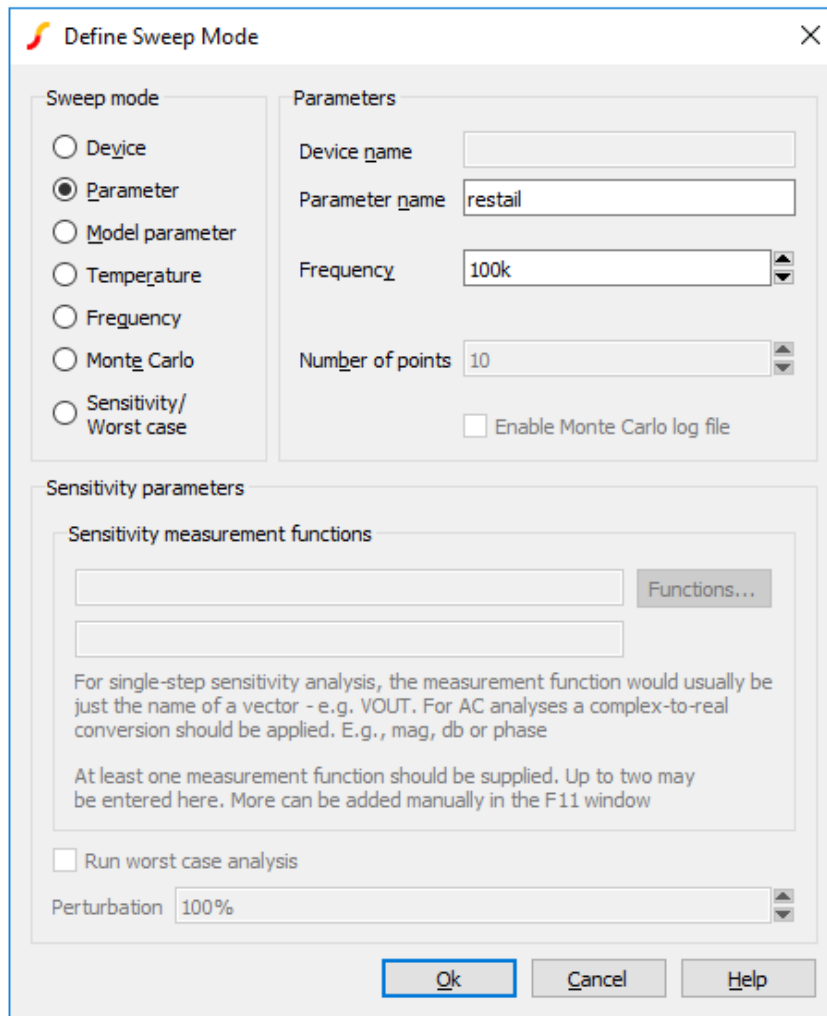 Define Sweep Mode
Sweep mode
Device
Parameter
Model parameter
Temperature
Frequency
Monte Carlo
Sensitivity/
Worst case
Parameters
Device name
Parameter name restail
Frequency 100k
Number of points 10
Enable Monte Carlo log file
Sensitivity parameters
Sensitivity measurement functions
Functions...
For single-step sensitivity analysis, the measurement function would usually be
just the name of a vector - e.g. VOUT. For AC analyses a complex-to-real
conversion should be applied. E.g., mag, db or phase
At least one measurement function should be supplied. Up to two may
be entered here. More can be added manually in the F11 window
Run worst case analysis
Perturbation 100%
Ok Cancel Help